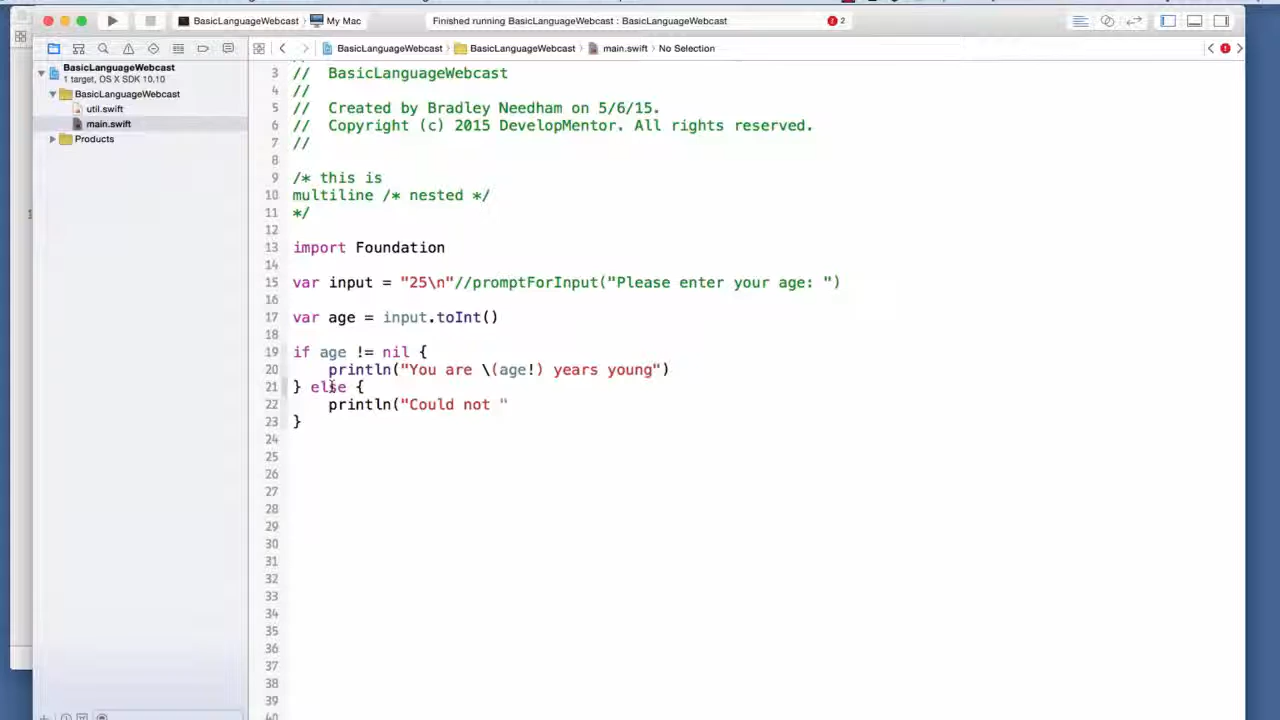 BasicLanguageWebcast My Mac Finished running BasicLanguageWebcast : BasicLanguageWebcast 2
BasicLanguageWebcast BasicLanguageWebcast main.swift No Selection
BasicLanguageWebcast
1 target, OS X SDK 10.10
BasicLanguageWebcast
util.swift
main.swift
Products
3 // BasicLanguageWebcast
4 //
5 // Created by Bradley Needham on 5/6/15.
6 // Copyright (c) 2015 DevelopMentor. All rights reserved.
7 //
8
9 /* this is
10 multiline /* nested */
11 */
12
13 import Foundation
14
15 var input = "25\n"//promptForInput("Please enter your age: ")
16
17 var age = input.toInt()
18
19 if age != nil {
20 println("You are \(age!) years young")
21 } else {
22 println("Could not "
23 }
24
25
26
27
28
29
30
31
32
33
34
35
36
37
38
39